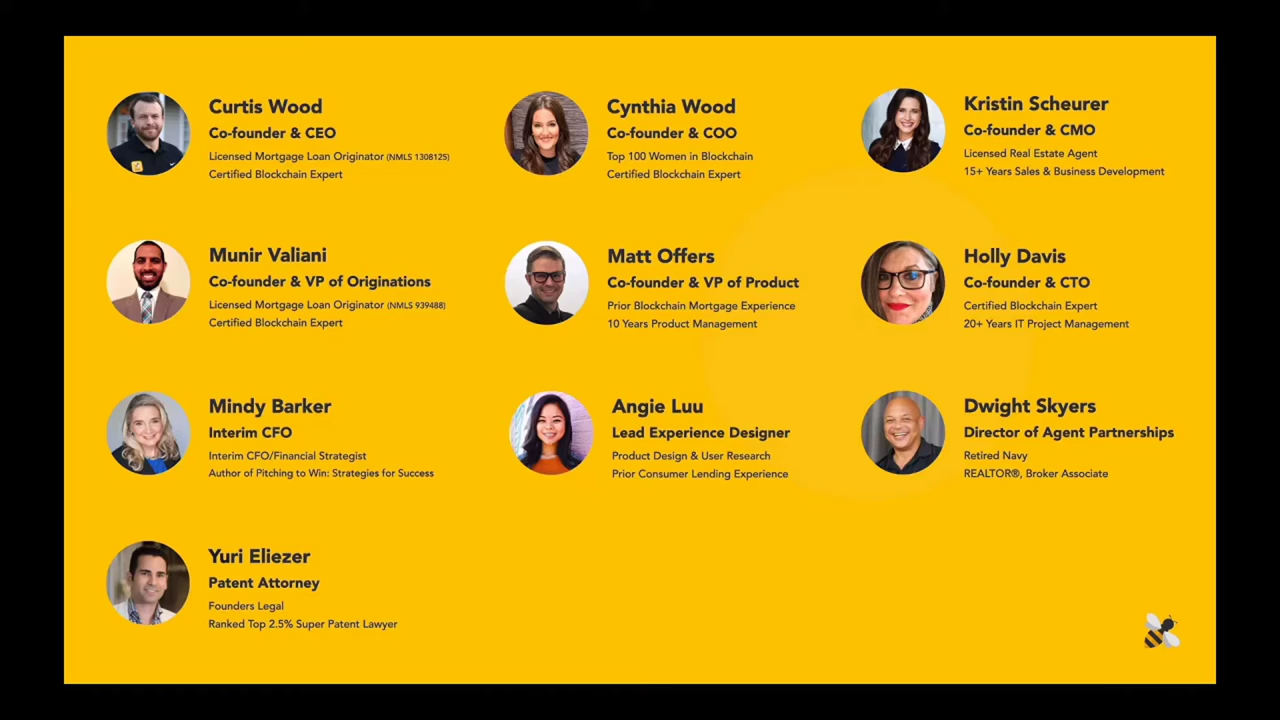 Curtis Wood
Co-founder & CEO
Licensed Mortgage Loan Originator (NMLS 1308125)
Certified Blockchain Expert
Cynthia Wood
Co-founder & COO
Top 100 Women in Blockchain
Certified Blockchain Expert
Kristin Scheurer
Co-founder & CMO
Licensed Real Estate Agent
15+ Years Sales & Business Development
Munir Valiani
Co-founder & VP of Originations
Licensed Mortgage Loan Originator (NMLS 939488)
Certified Blockchain Expert
Matt Offers
Co-founder & VP of Product
Prior Blockchain Mortgage Experience
10 Years Product Management
Holly Davis
Co-founder & CTO
Certified Blockchain Expert
20+ Years IT Project Management
Mindy Barker
Interim CFO
Interim CFO/Financial Strategist
Author of Pitching to Win: Strategies for Success
Angie Luu
Lead Experience Designer
Product Design & User Research
Prior Consumer Lending Experience
Dwight Skyers
Director of Agent Partnerships
Retired Navy
REALTOR®, Broker Associate
Yuri Eliezer
Patent Attorney
Founders Legal
Ranked Top 2.5% Super Patent Lawyer